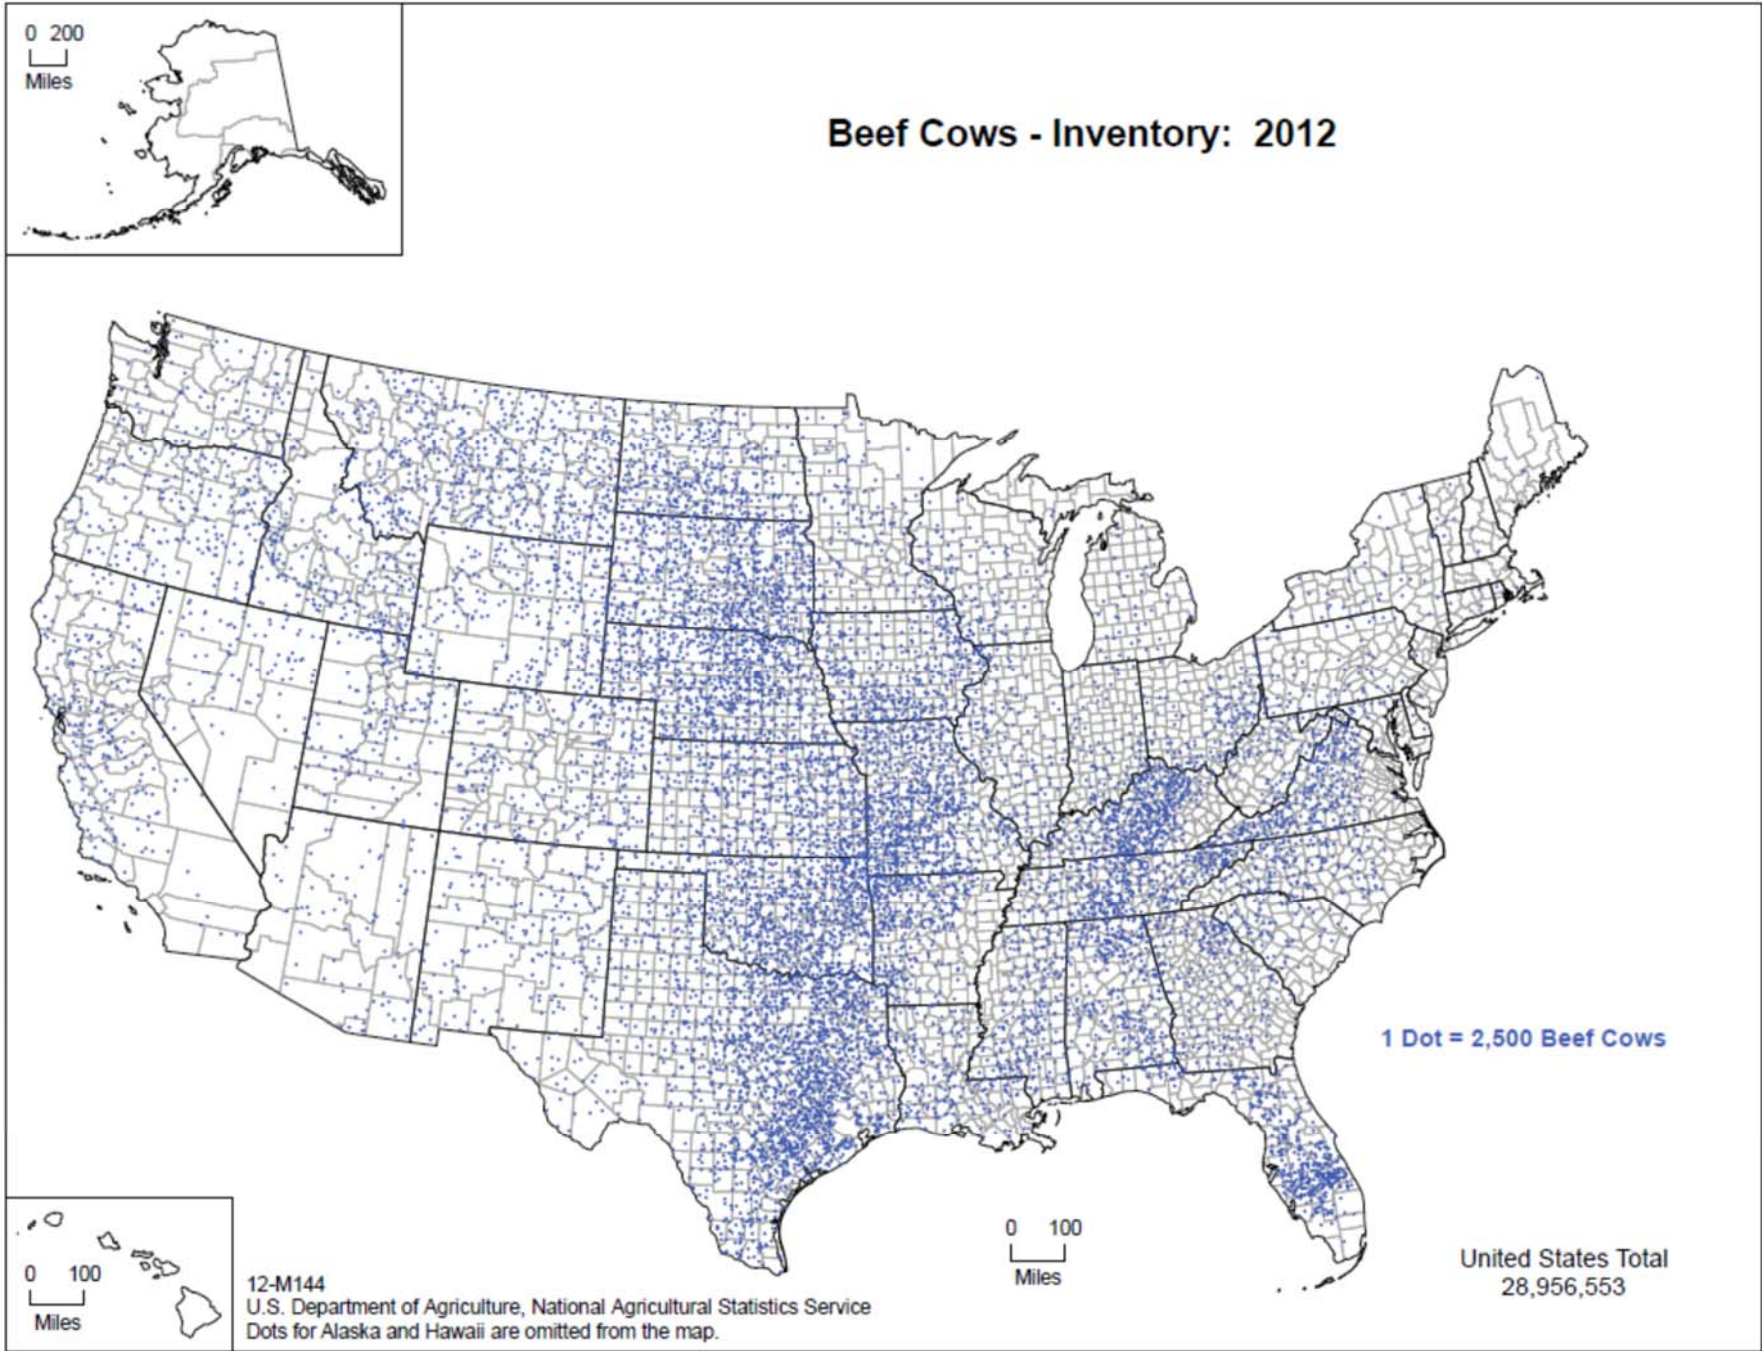 0 200
Miles
Beef Cows - Inventory: 2012
1 Dot = 2,500 Beef Cows
0 100
Miles
United States Total
28,956,553
0 100
Miles
12-M144
U.S. Department of Agriculture, National Agricultural Statistics Service
Dots for Alaska and Hawaii are omitted from the map.